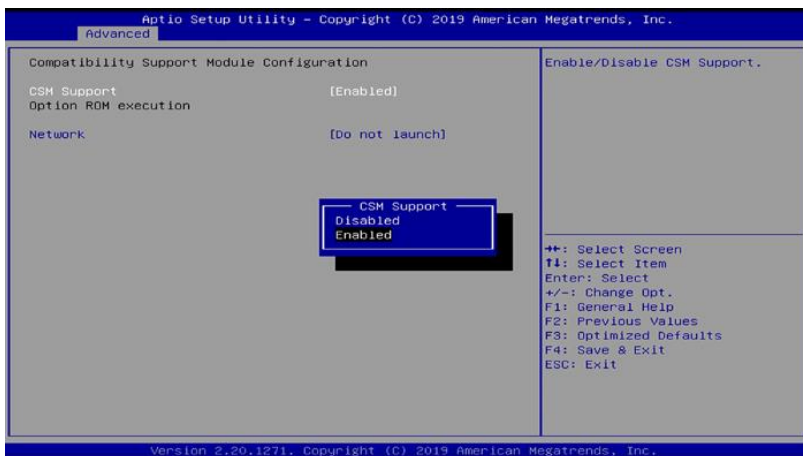 Aptio Setup Utility – Copyright (C) 2019 American Megatrends, Inc.
Advanced
Compatibility Support Module Configuration
CSM Support [Enabled]
Option ROM execution
Network [Do not launch]
CSM Support
Disabled
Enabled
Enable/Disable CSM Support.
→←: Select Screen
↑↓: Select Item
Enter: Select
+/-: Change Opt.
F1: General Help
F2: Previous Values
F3: Optimized Defaults
F4: Save & Exit
ESC: Exit
Version 2.20.1271. Copyright (C) 2019 American Megatrends, Inc.